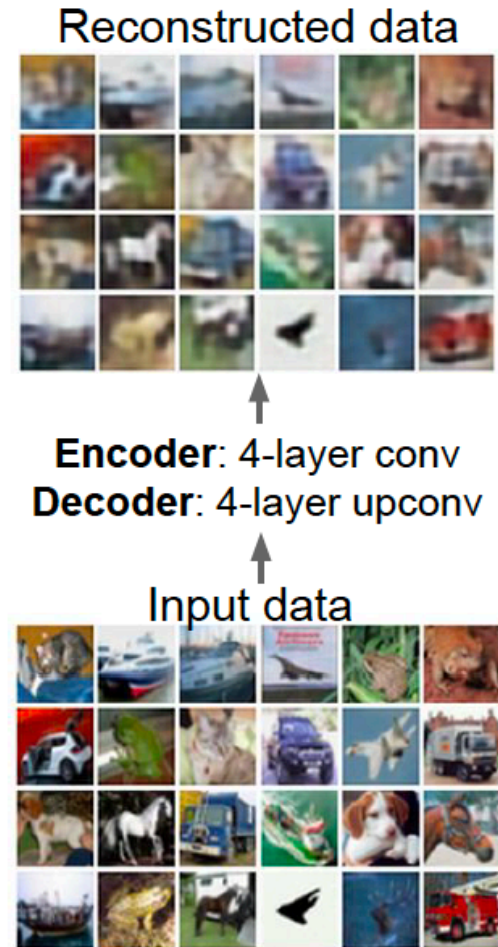 Reconstructed data
Encoder: 4-layer conv
Decoder: 4-layer upconv
Input data